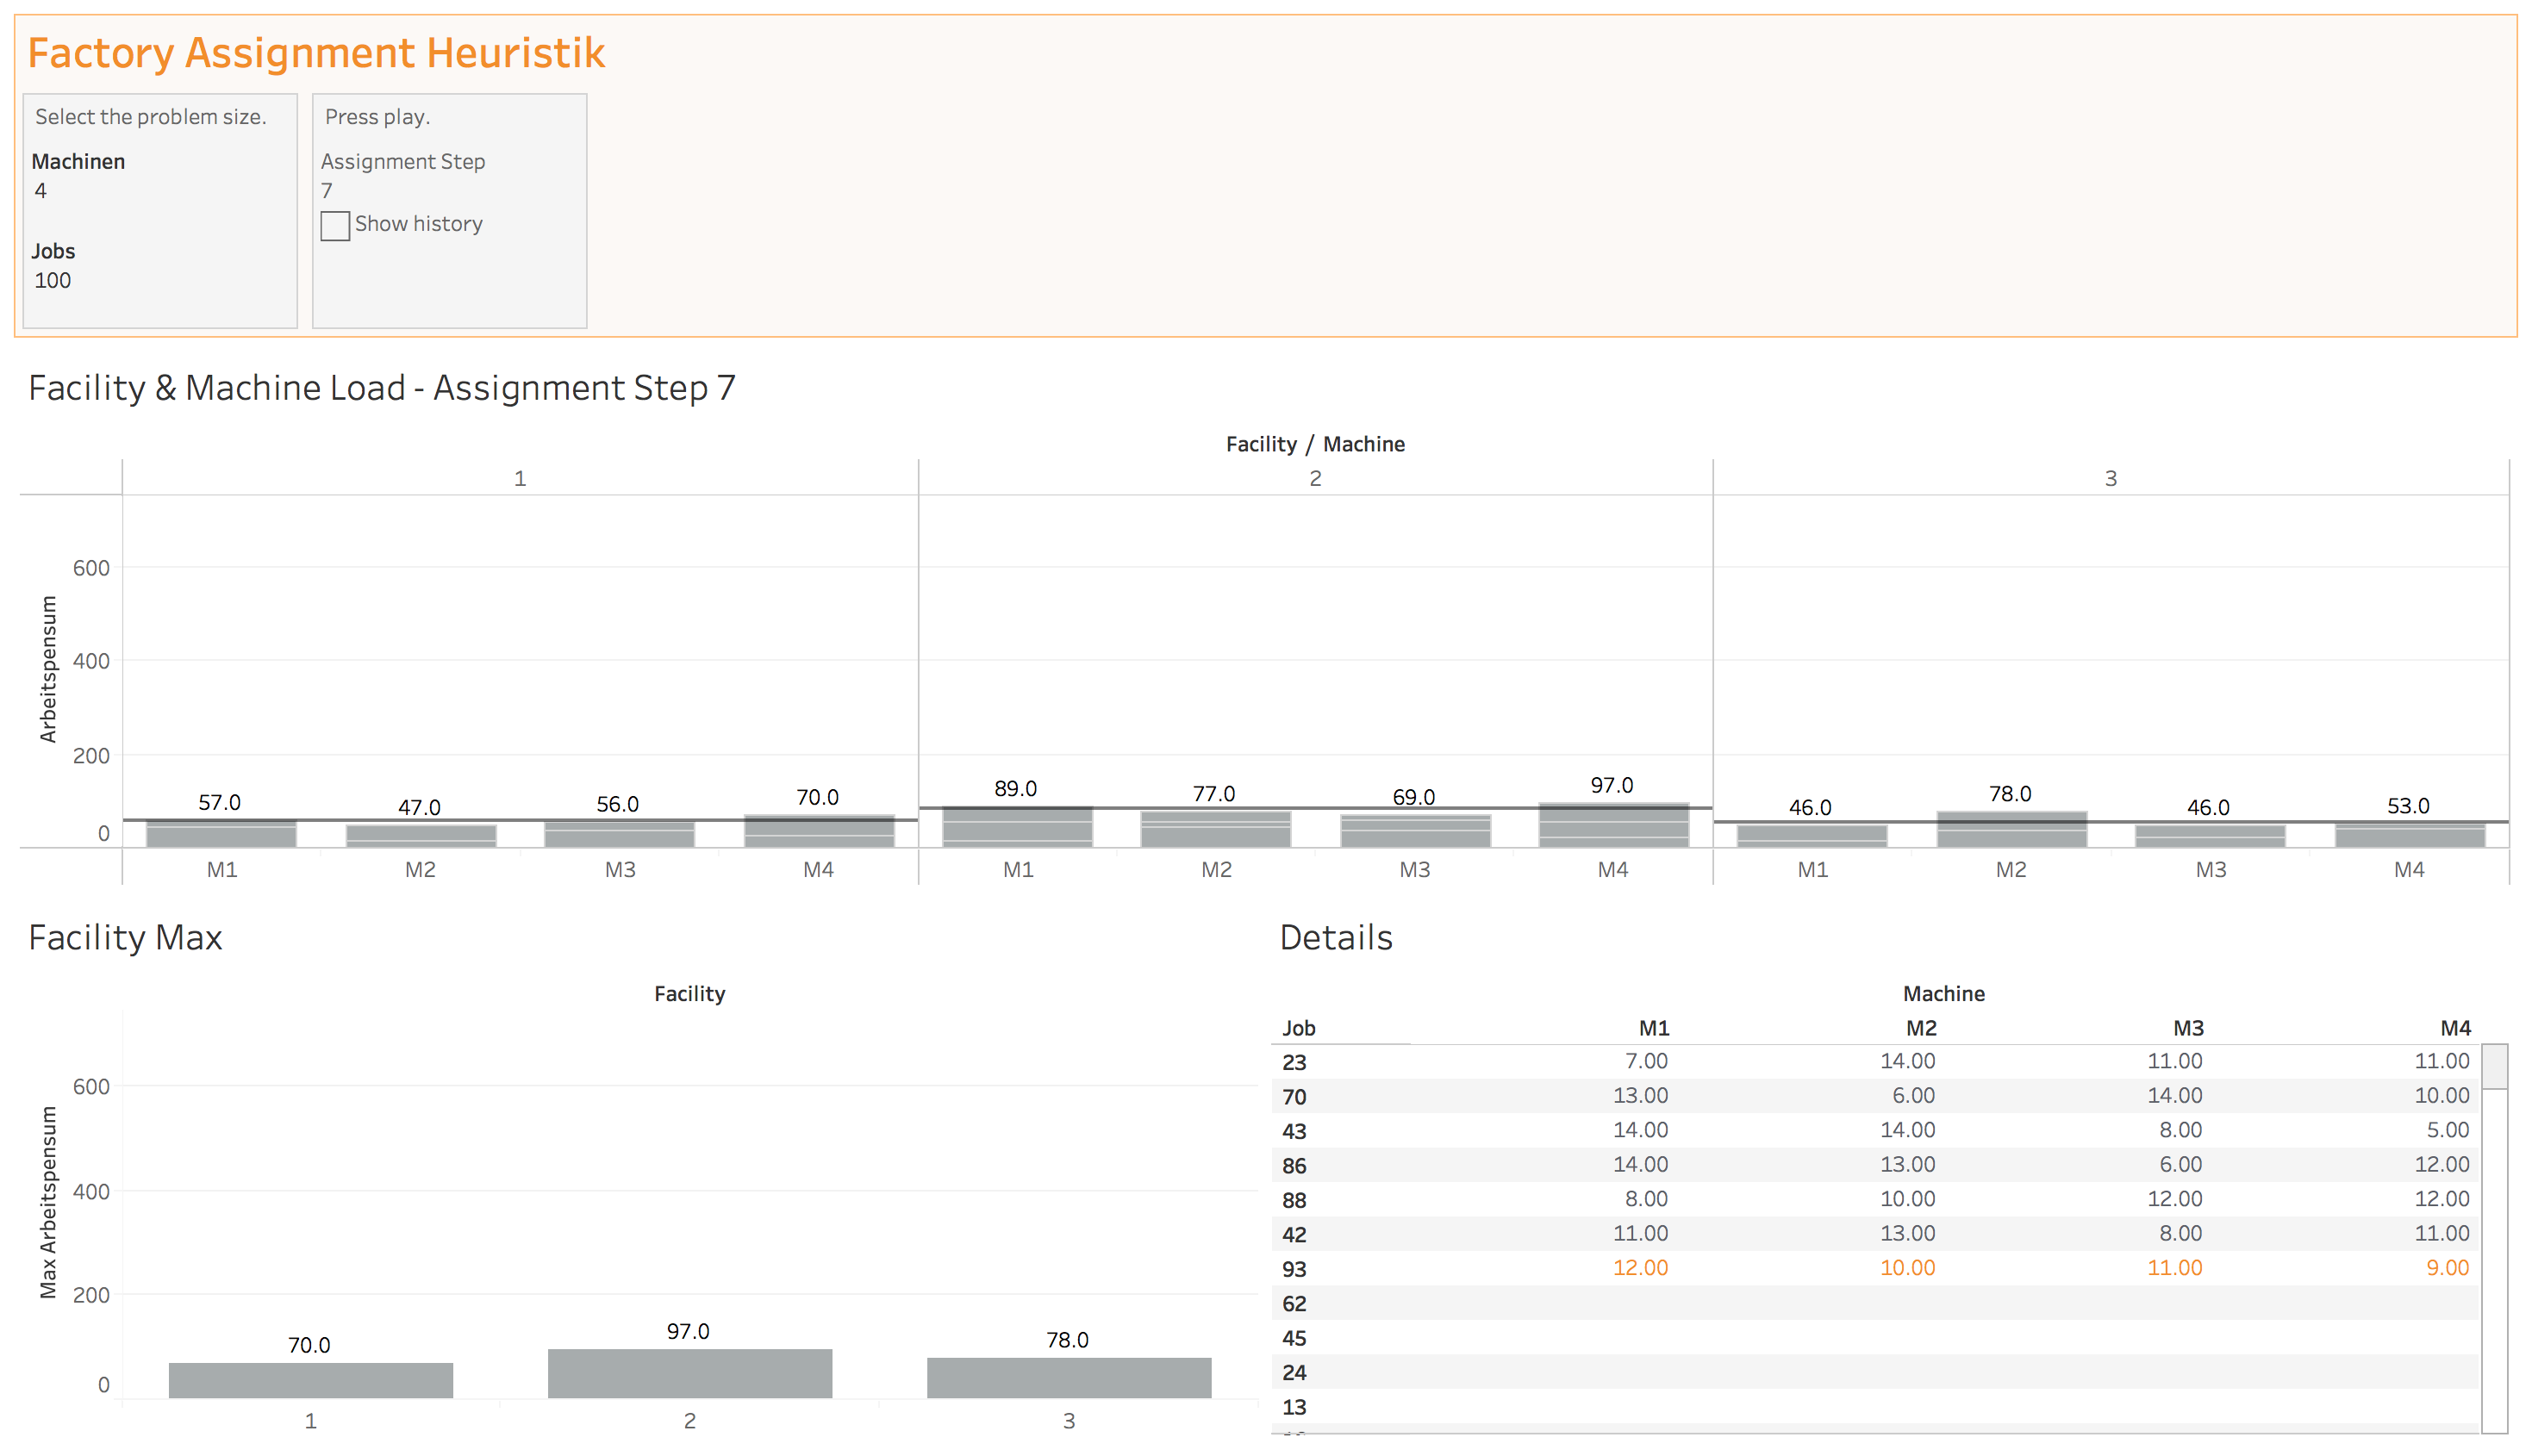 Factory Assignment Heuristik
Select the problem size.
Machinen
4
Jobs
100
Press play.
Assignment Step
7
Show history
Facility & Machine Load - Assignment Step 7
Facility / Machine
1 2 3
Arbeitspensum
600
400
200
0
57.0 47.0 56.0 70.0 89.0 77.0 69.0 97.0 46.0 78.0 46.0 53.0
M1 M2 M3 M4 M1 M2 M3 M4 M1 M2 M3 M4
Facility Max
Facility
Max Arbeitspensum
600
400
200
0
70.0 97.0 78.0
1 2 3
Details
Machine
Job M1 M2 M3 M4
23 7.00 14.00 11.00 11.00
70 13.00 6.00 14.00 10.00
43 14.00 14.00 8.00 5.00
86 14.00 13.00 6.00 12.00
88 8.00 10.00 12.00 12.00
42 11.00 13.00 8.00 11.00
93 12.00 10.00 11.00 9.00
62
45
24
13